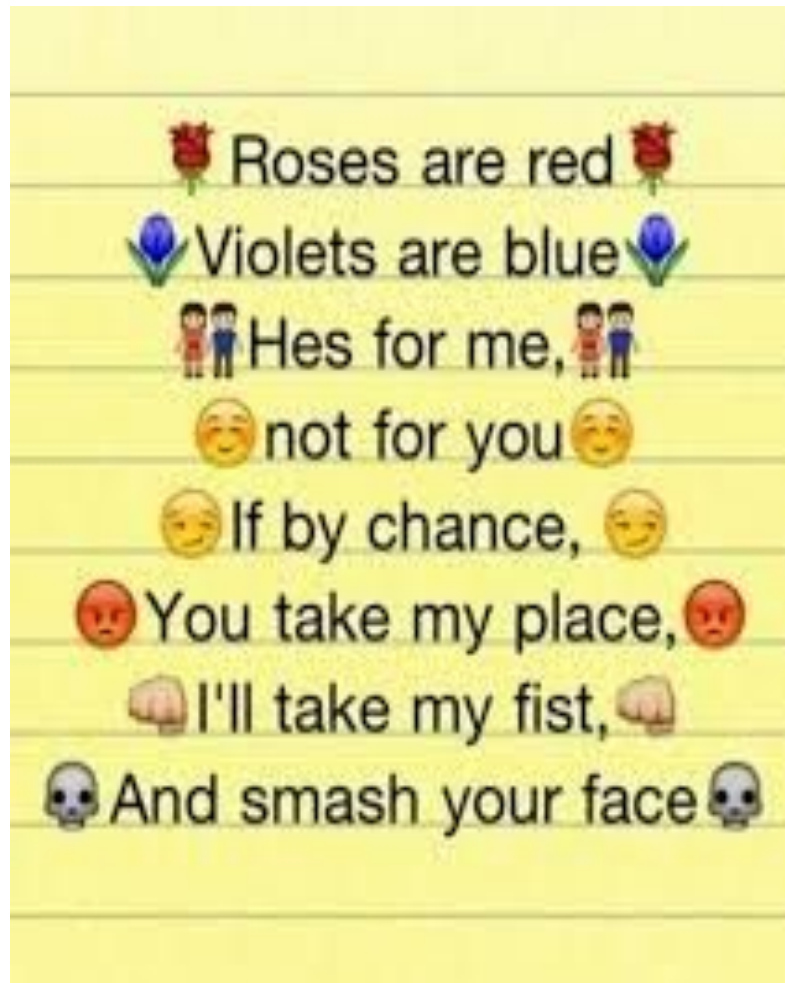 🌹Roses are red🌹
🌷Violets are blue🌷
👫Hes for me,👫
☺️not for you☺️
😏If by chance, 😏
😡You take my place,😡
👊I'll take my fist,👊
💀And smash your face💀